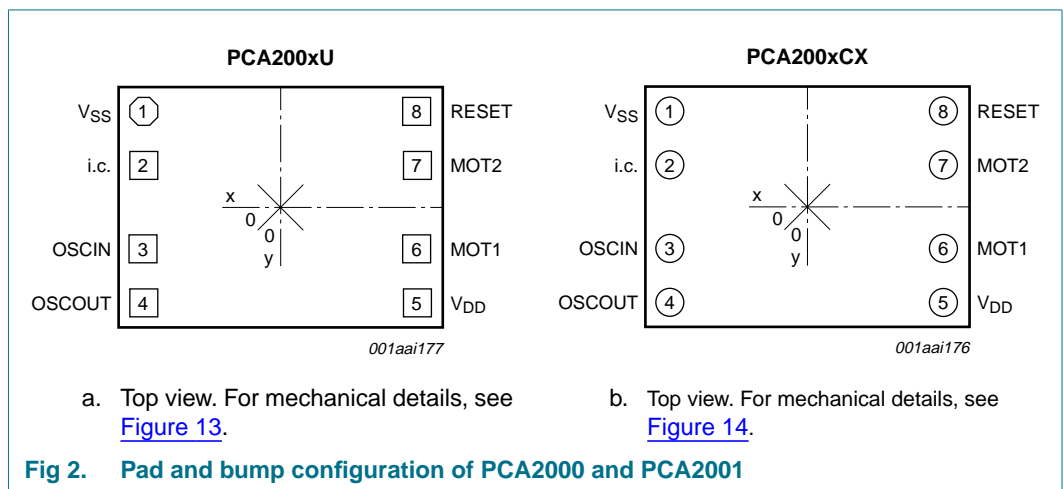 PCA200xU
VSS 1 8 RESET
i.c. 2 7 MOT2
x
0
0
y
OSCIN 3 6 MOT1
OSCOUT 4 5 VDD
001aai177
a. Top view. For mechanical details, see
Figure 13.
PCA200xCX
VSS 1 8 RESET
i.c. 2 7 MOT2
x
0
0
y
OSCIN 3 6 MOT1
OSCOUT 4 5 VDD
001aai176
b. Top view. For mechanical details, see
Figure 14.
Fig 2. Pad and bump configuration of PCA2000 and PCA2001